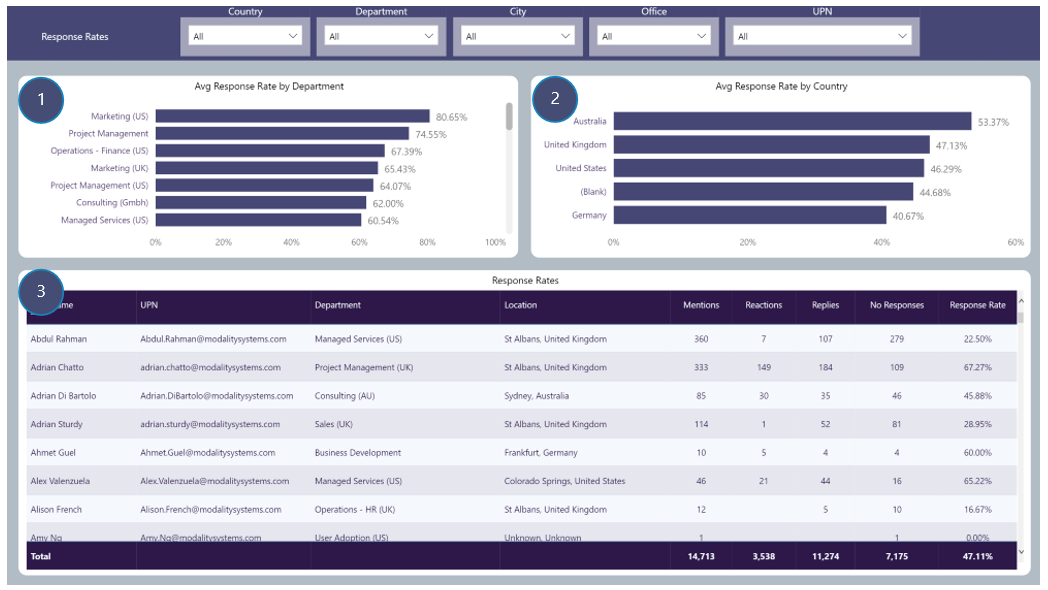 Country Department City Office UPN
Response Rates All All All All All
1 Avg Response Rate by Department
Marketing (US) 80.65%
Project Management 74.55%
Operations - Finance (US) 67.39%
Marketing (UK) 65.43%
Project Management (US) 64.07%
Consulting (Gmbh) 62.00%
Managed Services (US) 60.54%
0% 20% 40% 60% 80% 100%
2 Avg Response Rate by Country
Australia 53.37%
United Kingdom 47.13%
United States 46.29%
(Blank) 44.68%
Germany 40.67%
0% 20% 40% 60%
3 Response Rates
me UPN Department Location Mentions Reactions Replies No Responses Response Rate
Abdul Rahman Abdul.Rahman@modalitysystems.com Managed Services (US) St Albans, United Kingdom 360 7 107 279 22.50%
Adrian Chatto adrian.chatto@modalitysystems.com Project Management (UK) St Albans, United Kingdom 333 149 184 109 67.27%
Adrian Di Bartolo Adrian.DiBartolo@modalitysystems.com Consulting (AU) Sydney, Australia 85 30 35 46 45.88%
Adrian Sturdy adrian.sturdy@modalitysystems.com Sales (UK) St Albans, United Kingdom 114 1 52 81 28.95%
Ahmet Guel Ahmet.Guel@modalitysystems.com Business Development Frankfurt, Germany 10 5 4 4 60.00%
Alex Valenzuela Alex.Valenzuela@modalitysystems.com Managed Services (US) Colorado Springs, United States 46 21 44 16 65.22%
Alison French Alison.French@modalitysystems.com Operations - HR (UK) St Albans, United Kingdom 12 5 10 16.67%
Amy Ng Amy.Ng@modalitysystems.com User Adoption (US) Unknown, Unknown 1 1 0.00%
Total 14,713 3,538 11,274 7,175 47.11%